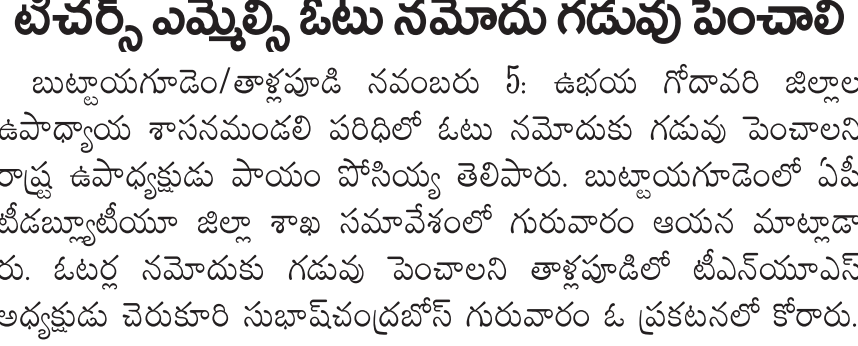 టీచర్స్ ఎమ్మెల్సీ ఓటు నమోదు గడువు పెంచాలి
బుట్టాయగూడెం/తాళ్లపూడి నవంబరు 5: ఉభయ గోదావరి జిల్లాల
ఉపాధ్యాయ శాసనమండలి పరిధిలో ఓటు నమోదుకు గడువు పెంచాలని
రాష్ట్ర ఉపాధ్యక్షుడు పాయం పోసియ్య తెలిపారు. బుట్టాయగూడెంలో ఏపీ
టీడబ్ల్యూటీయూ జిల్లా శాఖ సమావేశంలో గురువారం ఆయన మాట్లాడా
రు. ఓటర్ల నమోదుకు గడువు పెంచాలని తాళ్లపూడిలో టీఎన్‌యూఎస్
అధ్యక్షుడు చెరుకూరి సుభాష్‌చంద్రబోస్ గురువారం ఓ ప్రకటనలో కోరారు.